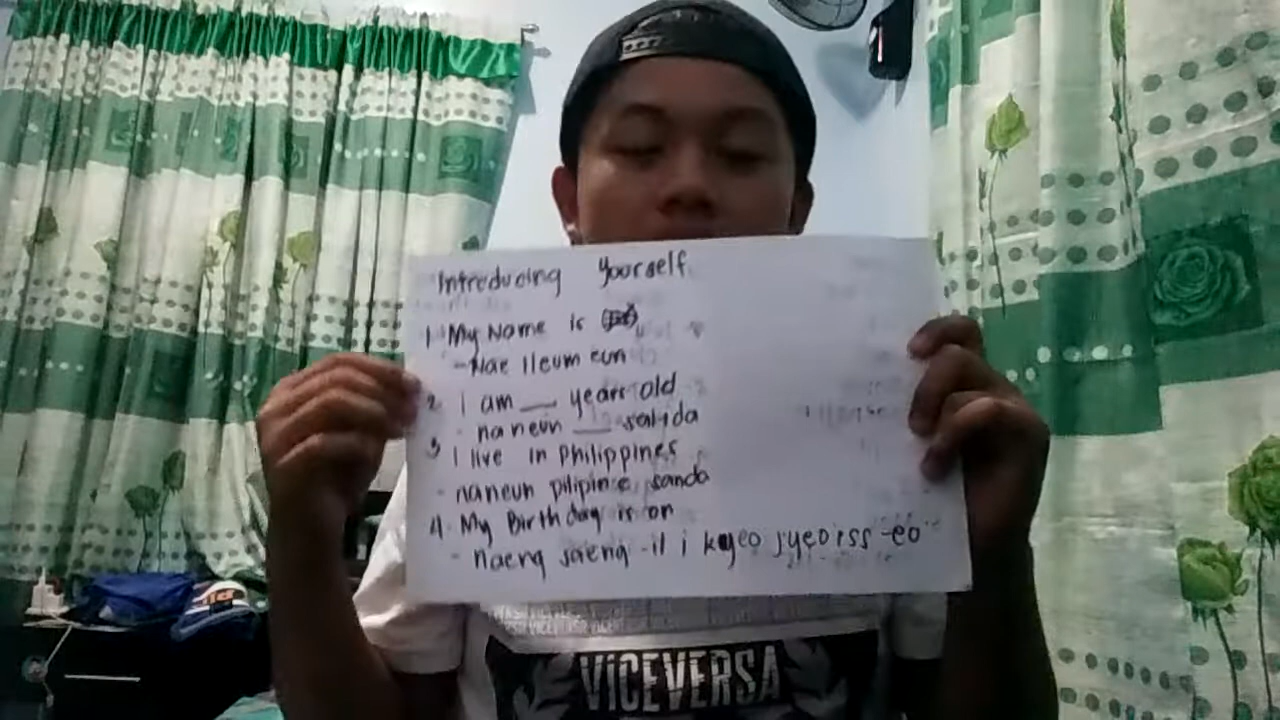 Introducing yourself
1. My Name is
- Nae Ileum eun
2. I am ___ years old
- naneun ___ salida
3 I live in Philippines
- naneun pilipine sanda
4. My Birthday is on
- naeng saeng -il i kyeo jyeoiss -eo
VICEVERSA